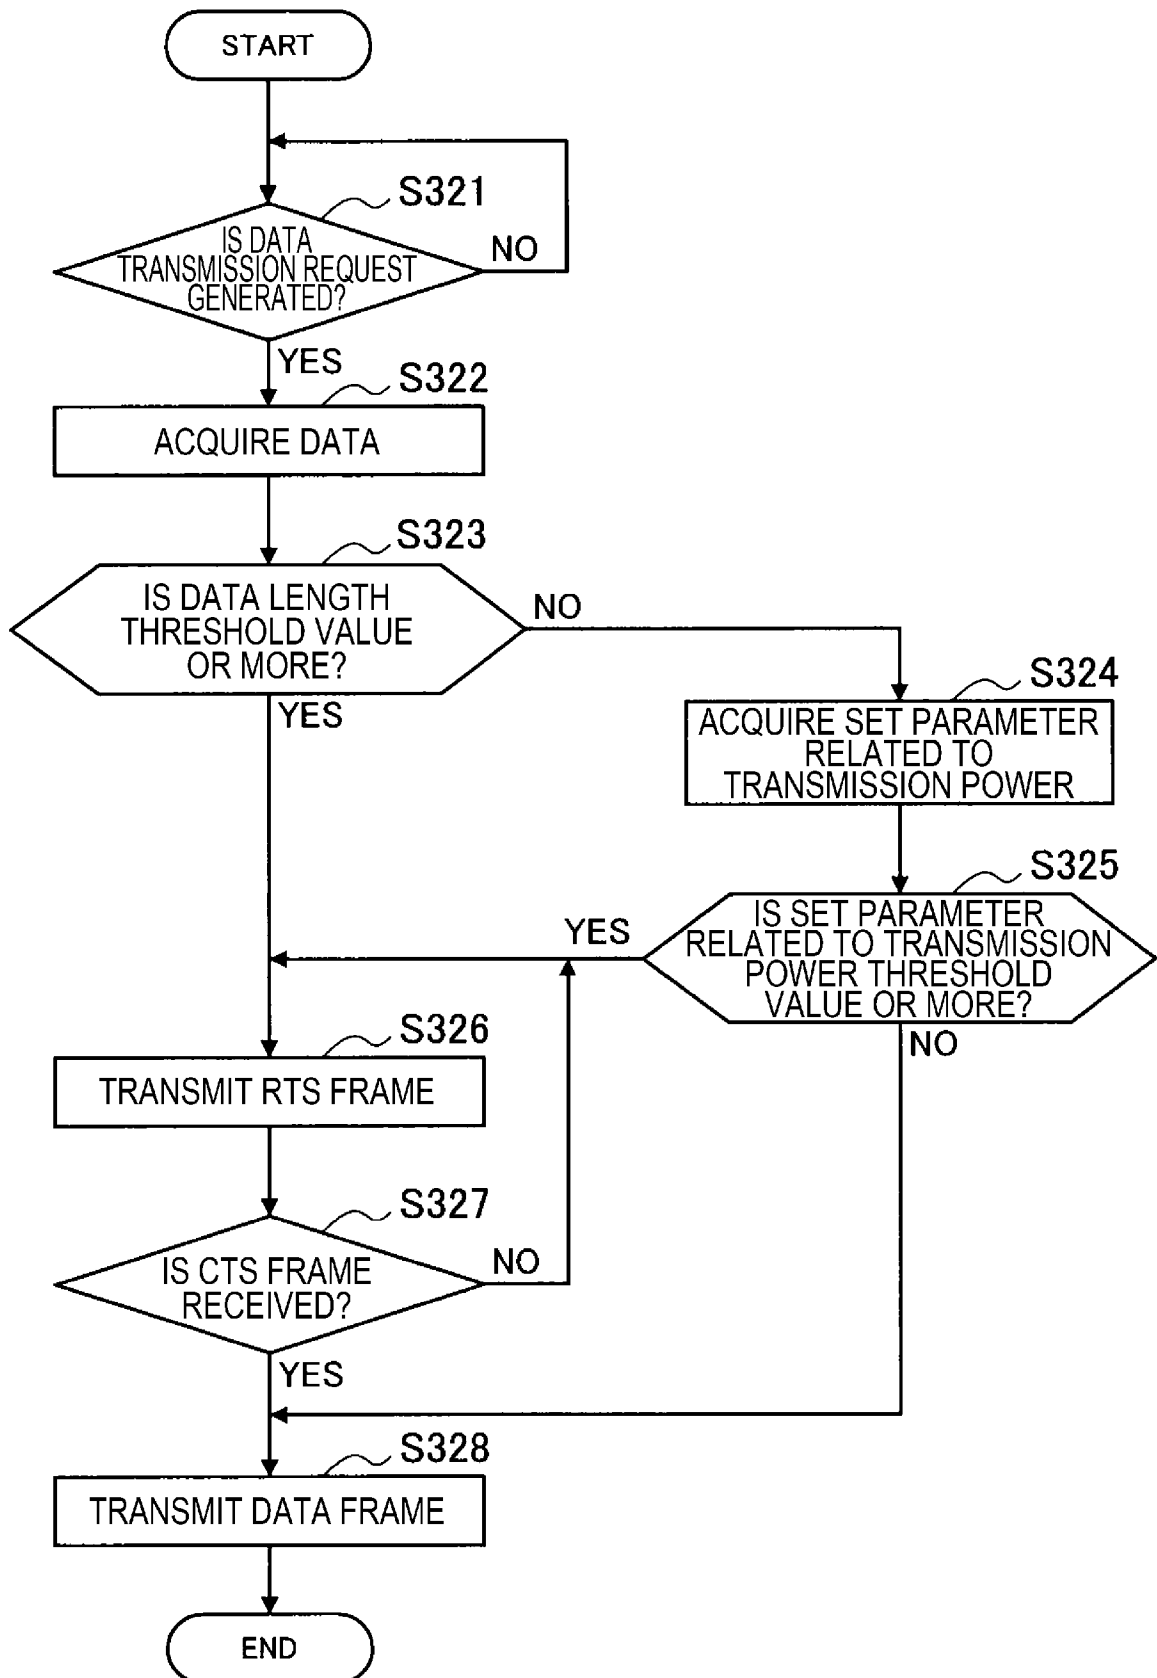 START
S321
IS DATA
TRANSMISSION REQUEST
GENERATED?
NO
YES
S322
ACQUIRE DATA
S323
IS DATA LENGTH
THRESHOLD VALUE
OR MORE?
NO
YES
S324
ACQUIRE SET PARAMETER
RELATED TO
TRANSMISSION POWER
S325
IS SET PARAMETER
RELATED TO TRANSMISSION
POWER THRESHOLD
VALUE OR MORE?
YES
NO
S326
TRANSMIT RTS FRAME
S327
IS CTS FRAME
RECEIVED?
NO
YES
S328
TRANSMIT DATA FRAME
END